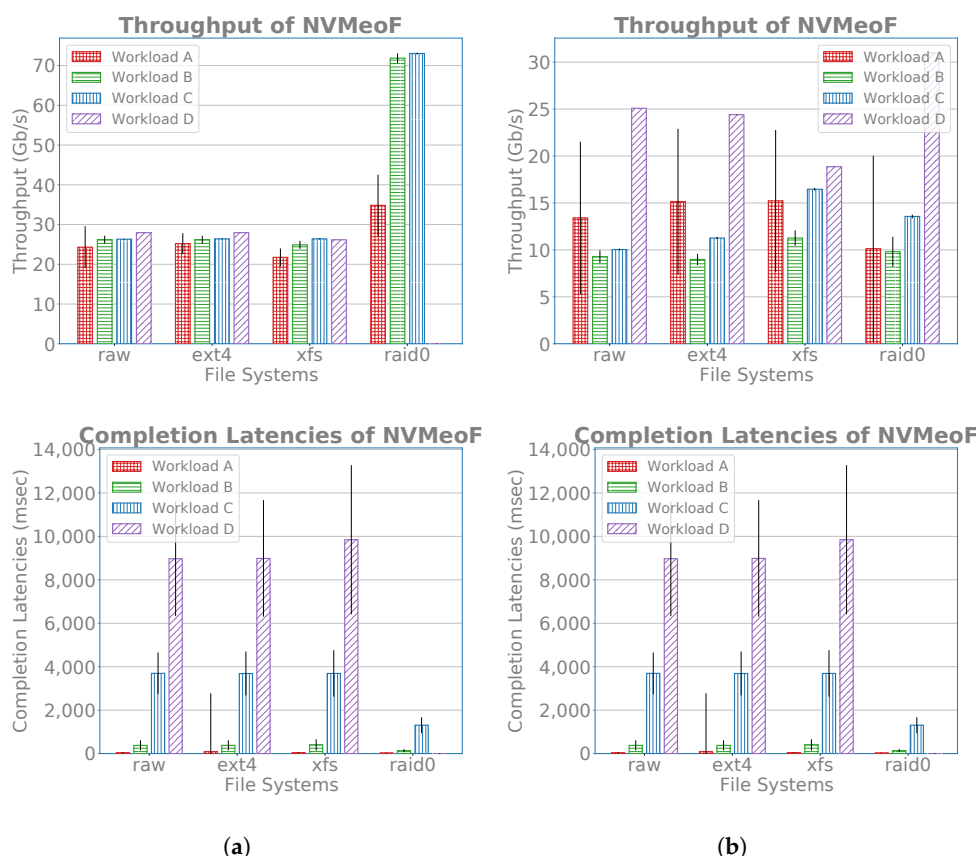 Throughput of NVMeoF
Throughput (Gb/s)
70
60
50
40
30
20
10
0
Workload A
Workload B
Workload C
Workload D
raw ext4 xfs raid0
File Systems
Throughput of NVMeoF
Throughput (Gb/s)
30
25
20
15
10
5
0
Workload A
Workload B
Workload C
Workload D
raw ext4 xfs raid0
File Systems
Completion Latencies of NVMeoF
Completion Latencies (msec)
14,000
12,000
10,000
8,000
6,000
4,000
2,000
0
Workload A
Workload B
Workload C
Workload D
raw ext4 xfs raid0
File Systems
Completion Latencies of NVMeoF
Completion Latencies (msec)
14,000
12,000
10,000
8,000
6,000
4,000
2,000
0
Workload A
Workload B
Workload C
Workload D
raw ext4 xfs raid0
File Systems
(a)
(b)